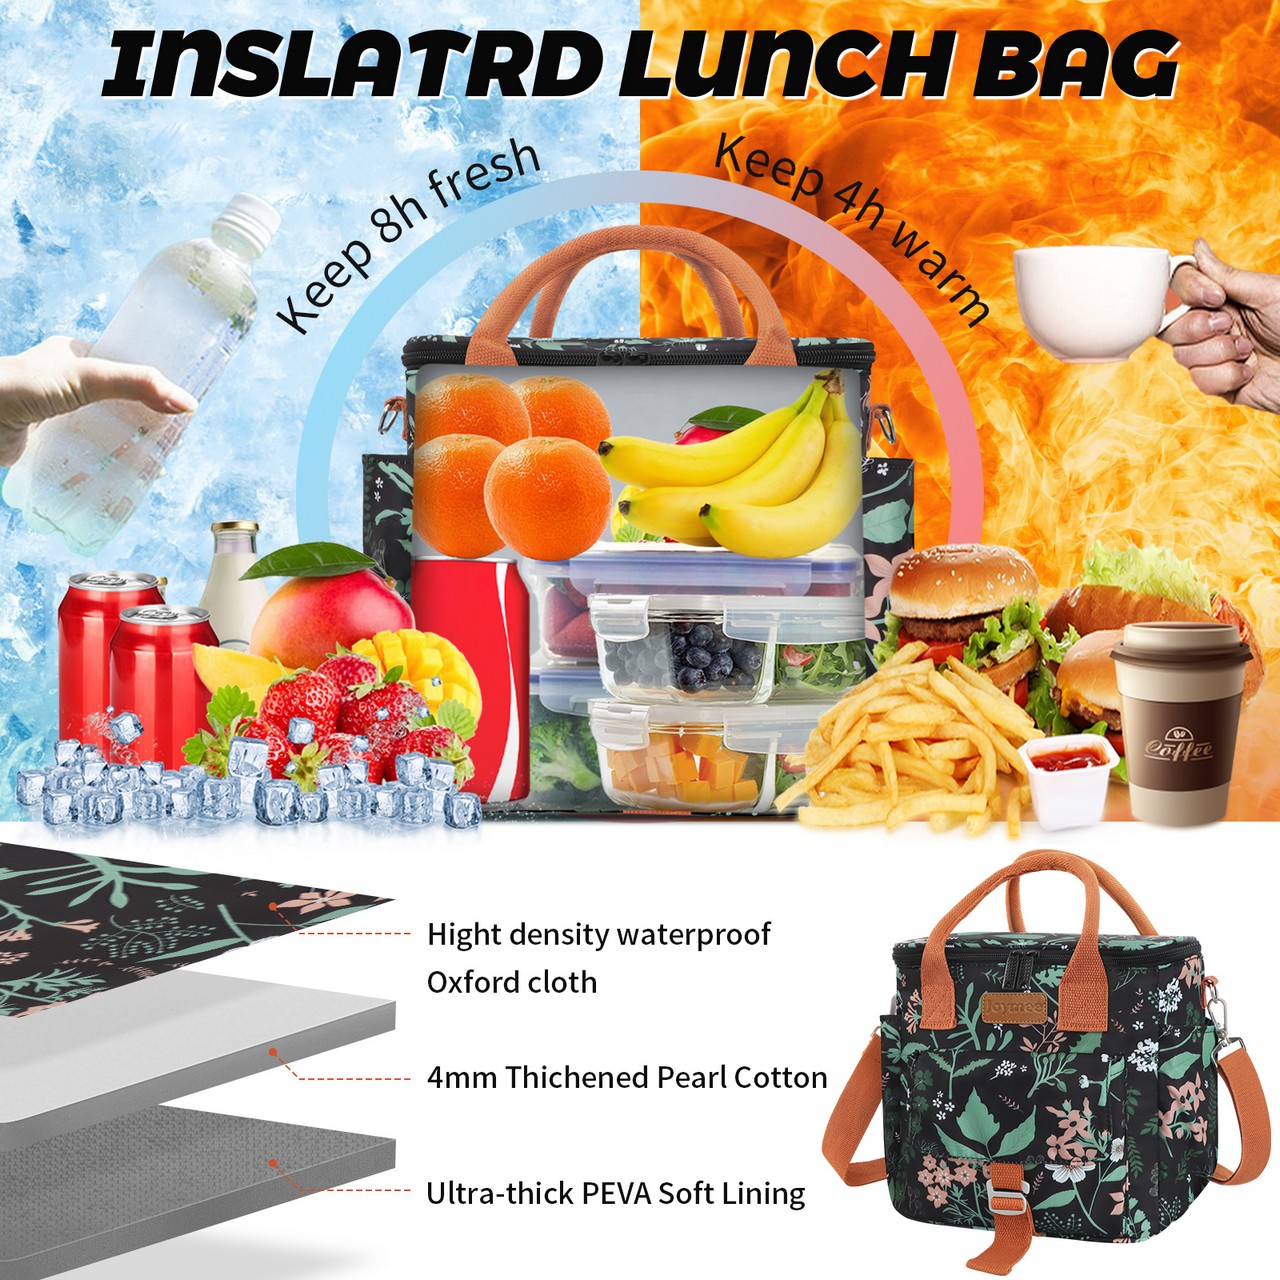 INSLATRD LUNCH BAG
Keep 8h fresh
Keep 4h warm
Coffee
Hight density waterproof
Oxford cloth
4mm Thichened Pearl Cotton
Ultra-thick PEVA Soft Lining
Joymee